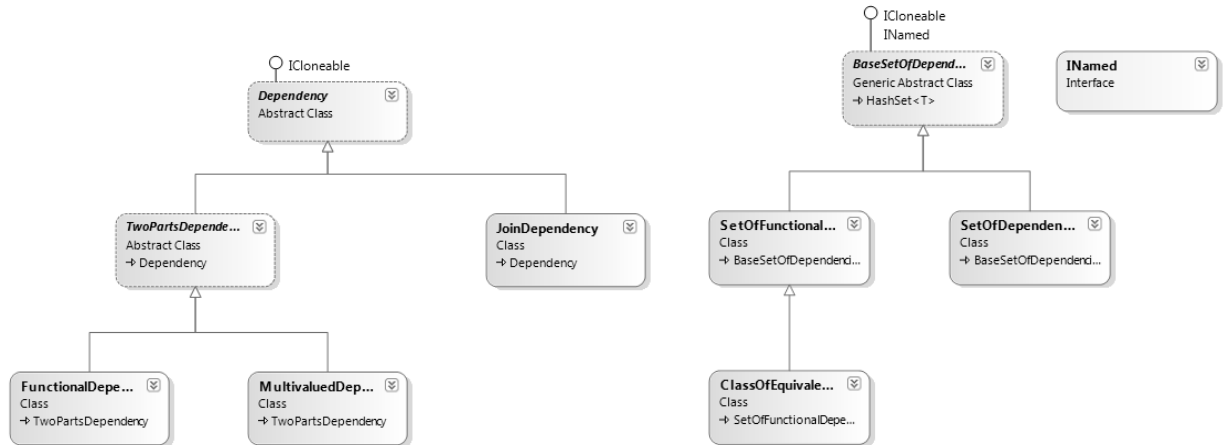 ICloneable
Dependency
Abstract Class
TwoPartsDepende...
Abstract Class
→ Dependency
JoinDependency
Class
→ Dependency
FunctionalDepe...
Class
→ TwoPartsDependency
MultivaluedDep...
Class
→ TwoPartsDependency
ICloneable
INamed
BaseSetOfDepend...
Generic Abstract Class
→ HashSet<T>
INamed
Interface
SetOfFunctional...
Class
→ BaseSetOfDependenci...
SetOfDependen...
Class
→ BaseSetOfDependenci...
ClassOfEquivale...
Class
→ SetOfFunctionalDepe...